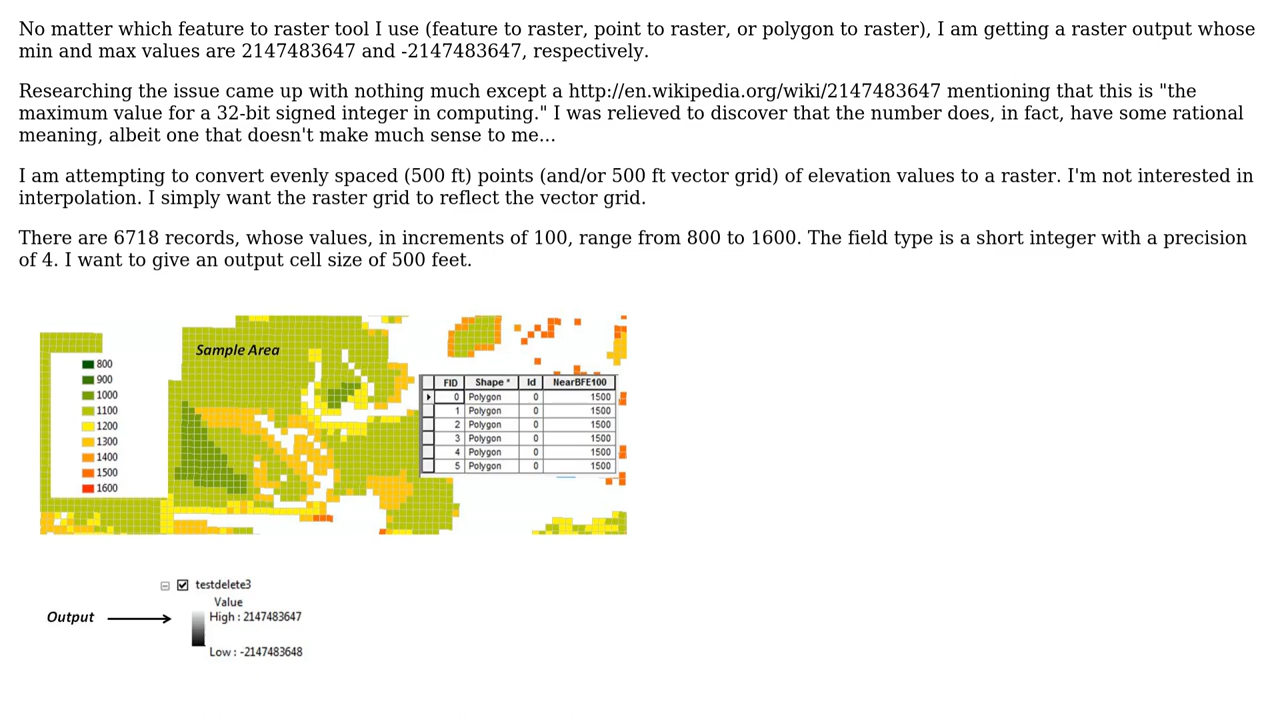 No matter which feature to raster tool I use (feature to raster, point to raster, or polygon to raster), I am getting a raster output whose
min and max values are 2147483647 and -2147483647, respectively.
Researching the issue came up with nothing much except a http://en.wikipedia.org/wiki/2147483647 mentioning that this is "the
maximum value for a 32-bit signed integer in computing." I was relieved to discover that the number does, in fact, have some rational
meaning, albeit one that doesn't make much sense to me...
I am attempting to convert evenly spaced (500 ft) points (and/or 500 ft vector grid) of elevation values to a raster. I'm not interested in
interpolation. I simply want the raster grid to reflect the vector grid.
There are 6718 records, whose values, in increments of 100, range from 800 to 1600. The field type is a short integer with a precision
of 4. I want to give an output cell size of 500 feet.
Sample Area
800
900
1000
1100
1200
1300
1400
1500
1600
FID Shape * Id NearBFE100
0 Polygon 0 1500
1 Polygon 0 1500
2 Polygon 0 1500
3 Polygon 0 1500
4 Polygon 0 1500
5 Polygon 0 1500
testdelete3
Value
Output High : 2147483647
Low : -2147483648